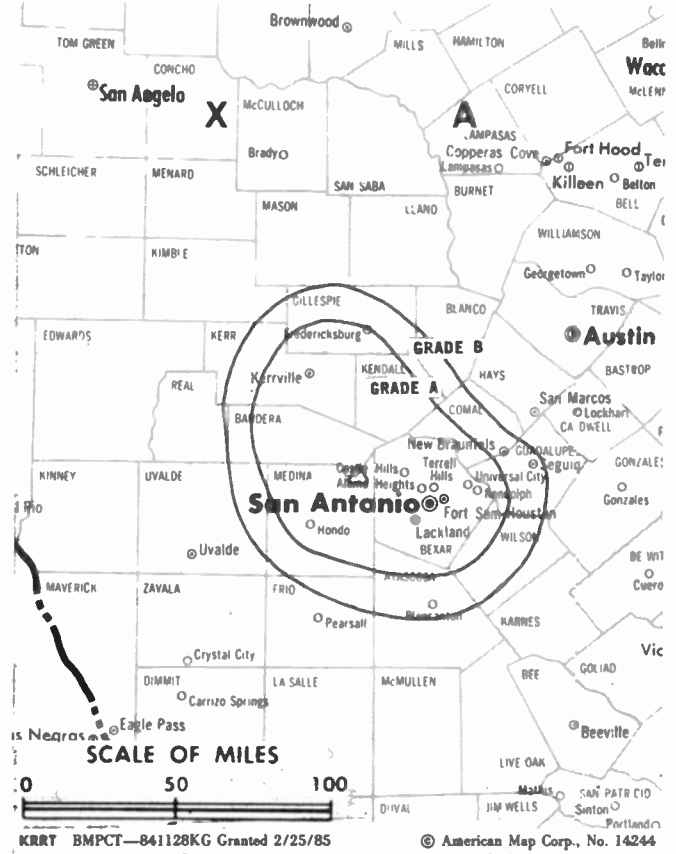 Brownwood
TOM GREEN
MILLS
HAMILTON
CONCHO
San Angelo
X
McCULLOCH
A
CORYELL
Brady
Copperas Cove
Fort Hood
Lampasas
Killeen
Belton
SCHLEICHER
MENARD
SAN SABA
BURNET
BELL
MASON
LLANO
WILLIAMSON
KIMBLE
Georgetown
Taylor
GILLESPIE
BLANCO
TRAVIS
EDWARDS
KERR
Fredericksburg
Austin
GRADE B
KENDALL
BASTROP
REAL
Kerrville
GRADE A
HAYS
San Marcos
COMAL
Lockhart
BANDERA
CALDWELL
New Braunfels
GUADALUPE
KINNEY
UVALDE
MEDINA
Castle Hills
Terrell Hills
Seguin
Alamo Heights
Universal City
Randolph
Gonzales
San Antonio
Fort Sam Houston
Hondo
Lackland
WILSON
Uvalde
BEXAR
MAVERICK
ZAVALA
FRIO
ATASCOSA
Pearsall
Pleasanton
KARNES
Crystal City
BEE
GOLIAD
DIMMIT
LA SALLE
McMULLEN
Carrizo Springs
Eagle Pass
Beeville
SCALE OF MILES
LIVE OAK
0 50 100
Mathis
SAN PATRICIO
DUVAL
JIM WELLS
Sinton
Portland
KRRT BMPCT—841128KG Granted 2/25/85
© American Map Corp., No. 14244